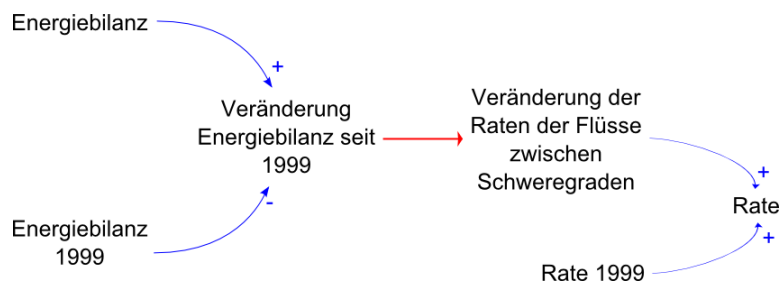 Energiebilanz
+
Veränderung
Energiebilanz seit
1999
-
Energiebilanz
1999
Veränderung der
Raten der Flüsse
zwischen
Schweregraden
+
Rate
+
Rate 1999